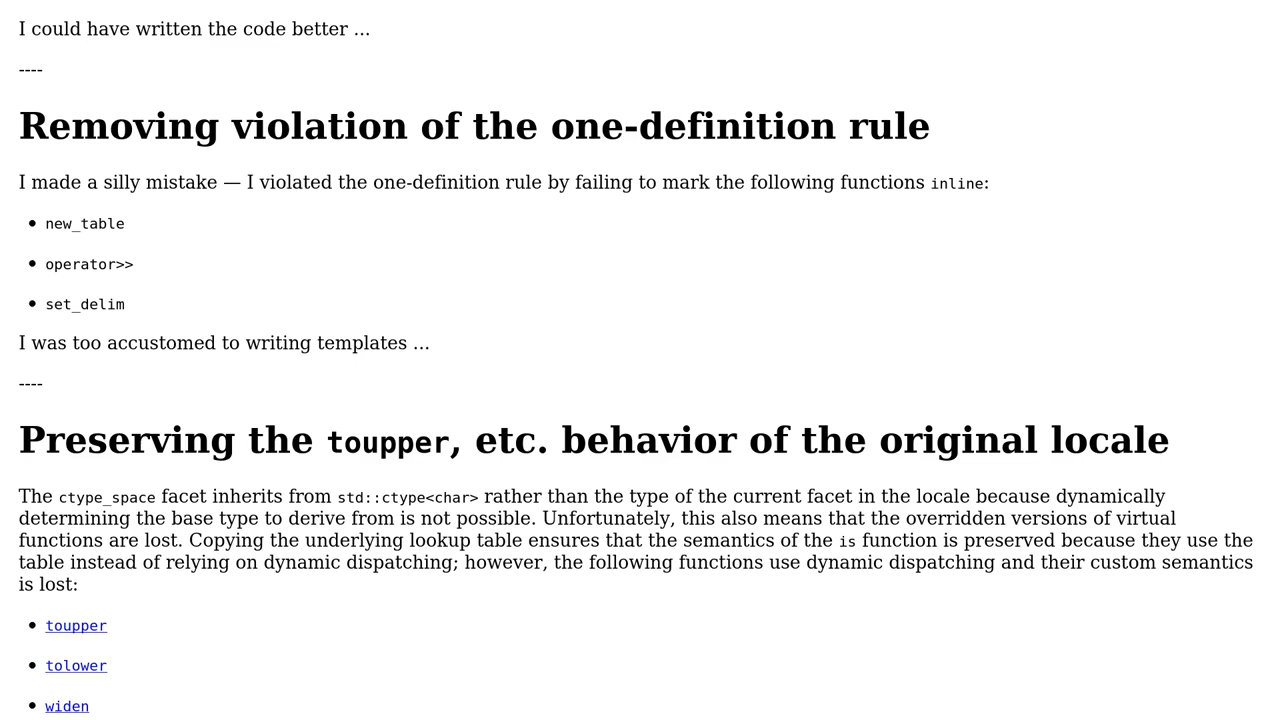 I could have written the code better ...
----
Removing violation of the one-definition rule
I made a silly mistake — I violated the one-definition rule by failing to mark the following functions inline:
• new_table
• operator>>
• set_delim
I was too accustomed to writing templates ...
----
Preserving the toupper, etc. behavior of the original locale
The ctype_space facet inherits from std::ctype<char> rather than the type of the current facet in the locale because dynamically
determining the base type to derive from is not possible. Unfortunately, this also means that the overridden versions of virtual
functions are lost. Copying the underlying lookup table ensures that the semantics of the is function is preserved because they use the
table instead of relying on dynamic dispatching; however, the following functions use dynamic dispatching and their custom semantics
is lost:
• toupper
• tolower
• widen